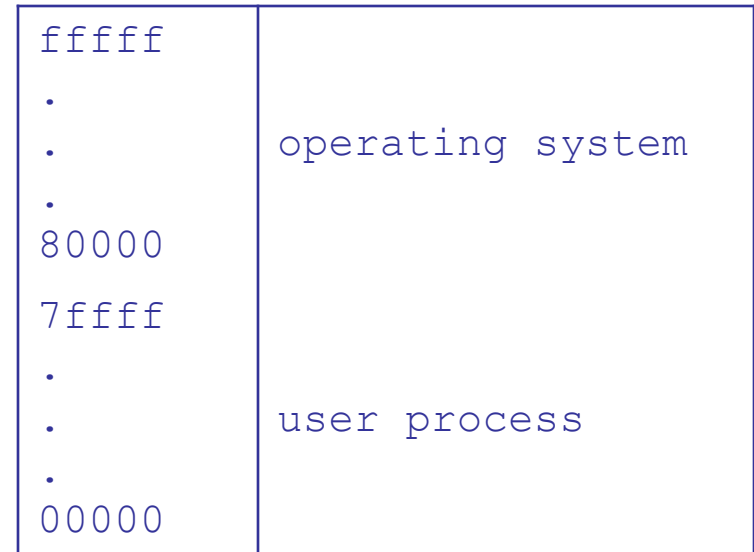 fffff
.
. operating system
.
80000
7ffff
.
. user process
.
00000